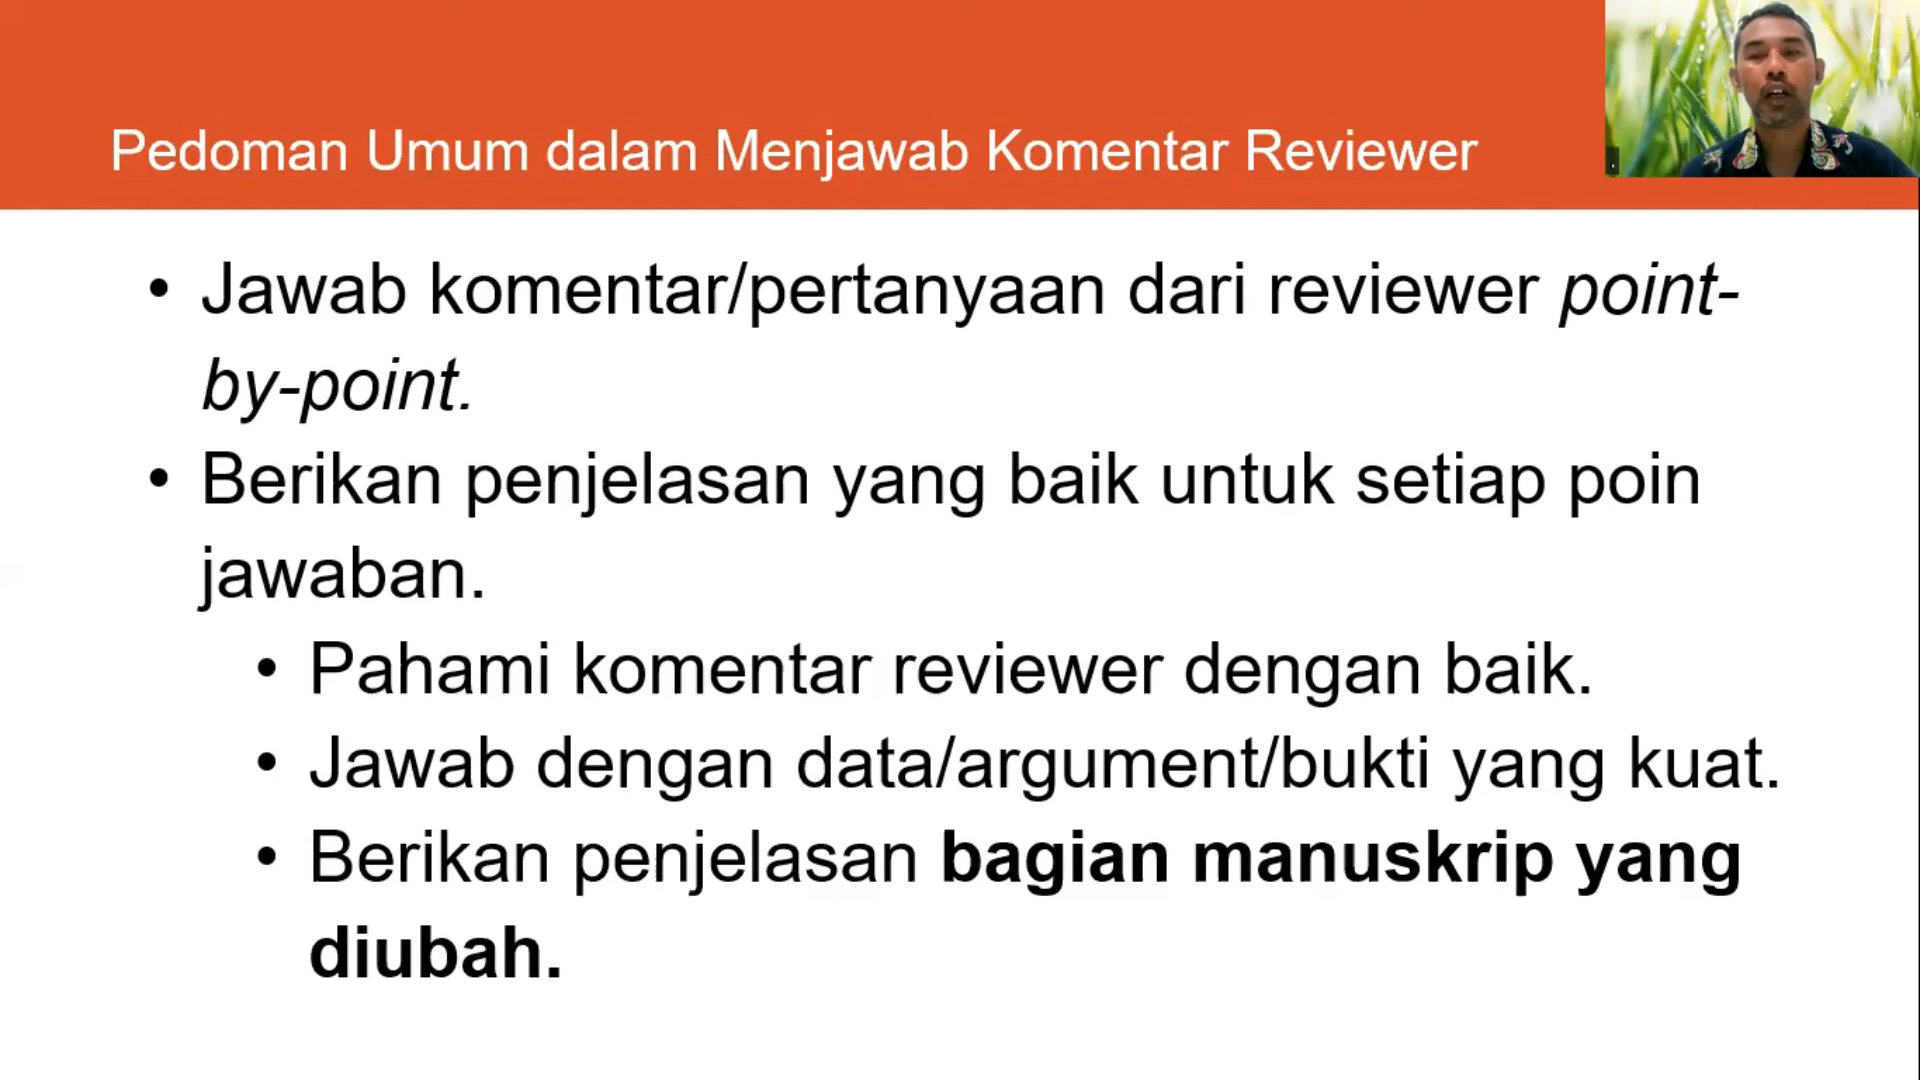 Pedoman Umum dalam Menjawab Komentar Reviewer
• Jawab komentar/pertanyaan dari reviewer point-
by-point.
• Berikan penjelasan yang baik untuk setiap poin
jawaban.
• Pahami komentar reviewer dengan baik.
• Jawab dengan data/argument/bukti yang kuat.
• Berikan penjelasan bagian manuskrip yang
diubah.